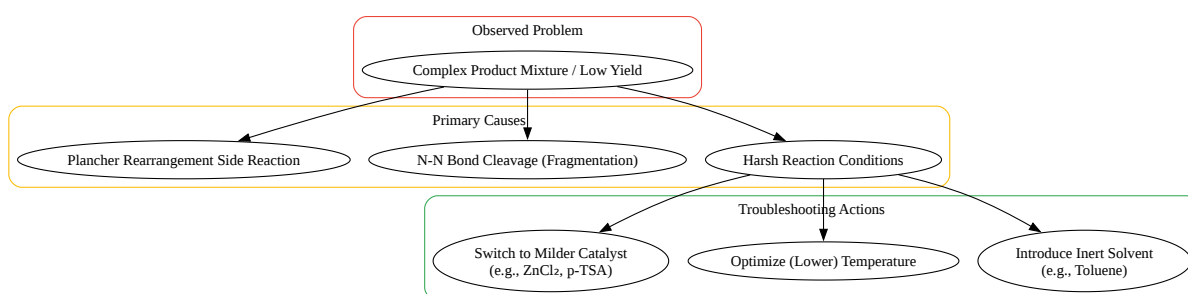 Observed Problem
Complex Product Mixture / Low Yield
Primary Causes
Plancher Rearrangement Side Reaction
N-N Bond Cleavage (Fragmentation)
Harsh Reaction Conditions
Troubleshooting Actions
Switch to Milder Catalyst
(e.g., ZnCl₂, p-TSA)
Optimize (Lower) Temperature
Introduce Inert Solvent
(e.g., Toluene)